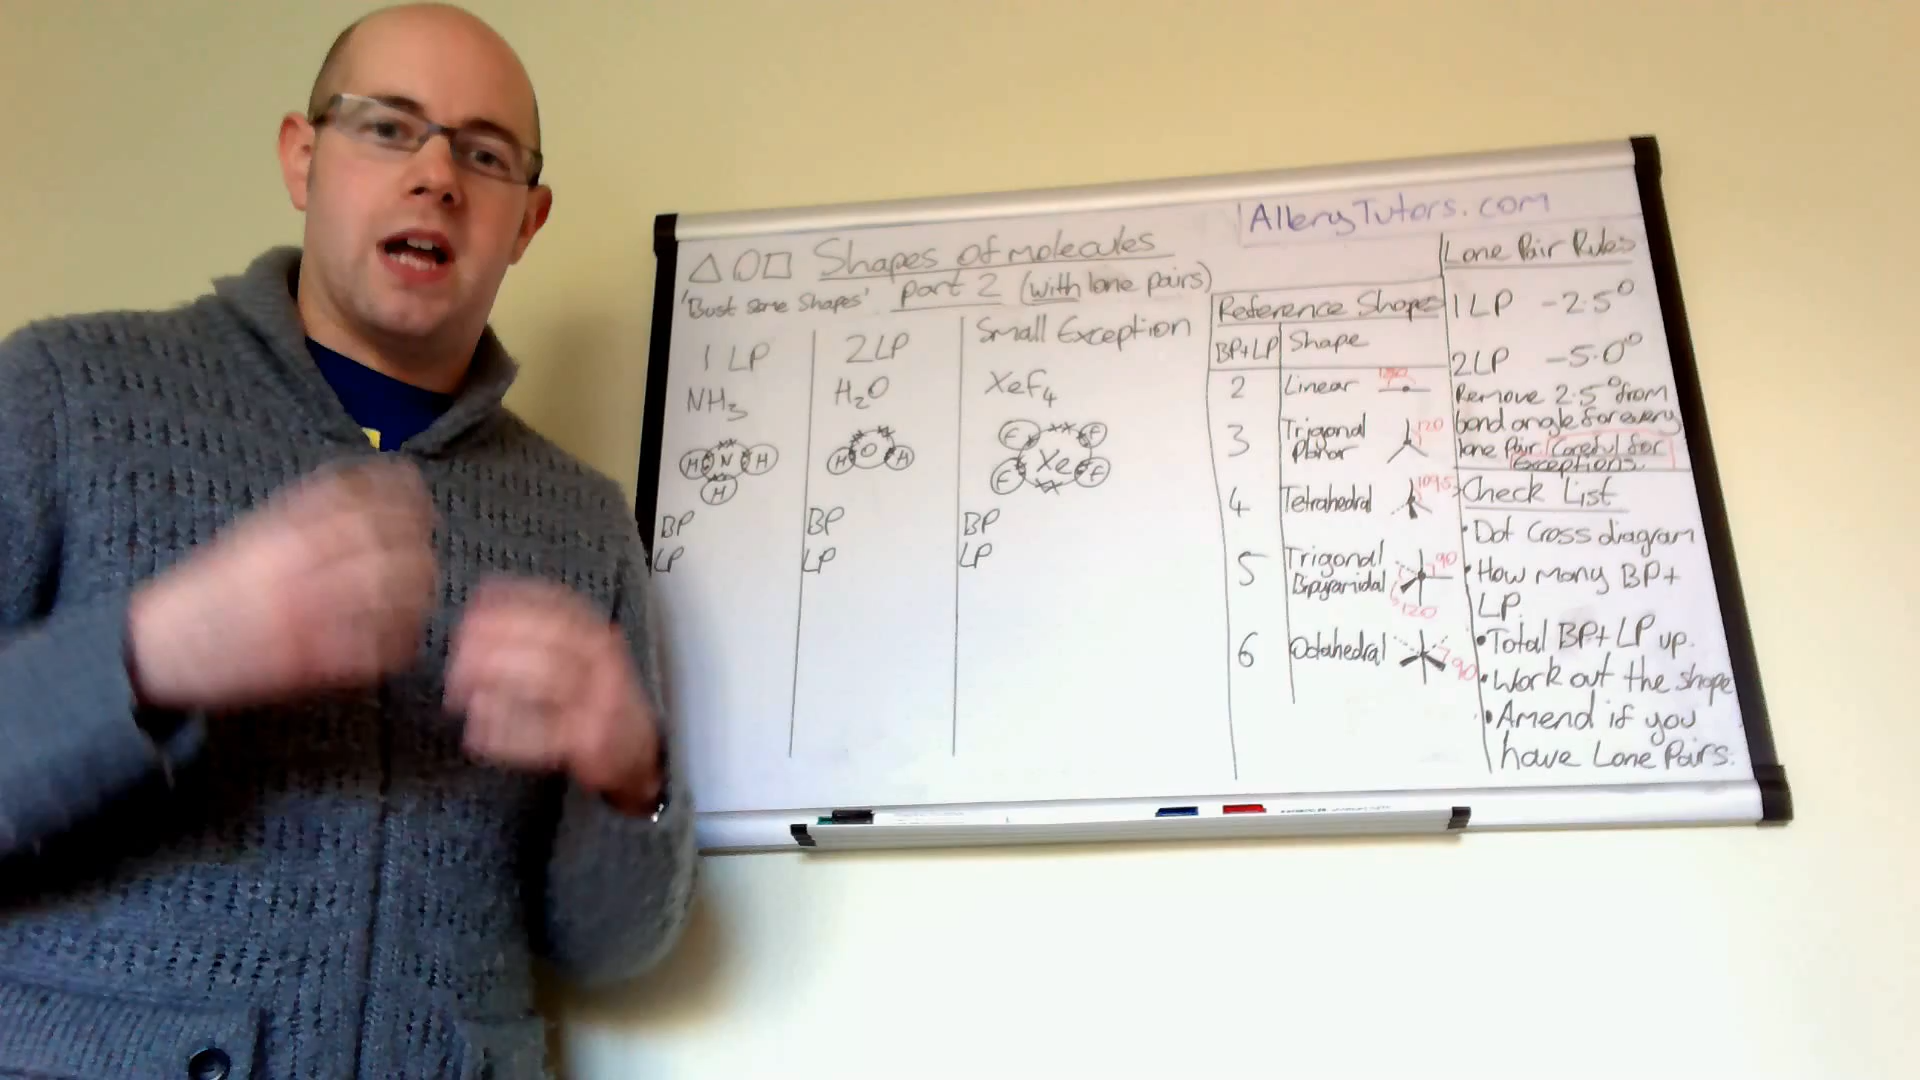 AlleryTutors.com
Shapes of molecules
'Bust some shapes' part 2 (with lone pairs)
1 LP
NH3
H N H
H
BP
LP
2LP
H2O
H O H
BP
LP
Small Exception
XeF4
F F
Xe
F F
BP
LP
Reference Shapes
BP+LP Shape
2 Linear 180
3 Trigonal Planar 120
4 Tetrahedral 109.5
5 Trigonal Bipyramidal 90
120
6 Octahedral 90
Lone Pair Rules
1 LP -2.5°
2LP -5.0°
Remove 2.5° from
bond angle for every
lone pair. Careful for
exceptions.
Check List
• Dot Cross diagram
• How many BP+
LP.
• Total BP+LP up.
• Work out the shape
• Amend if you
have Lone Pairs.